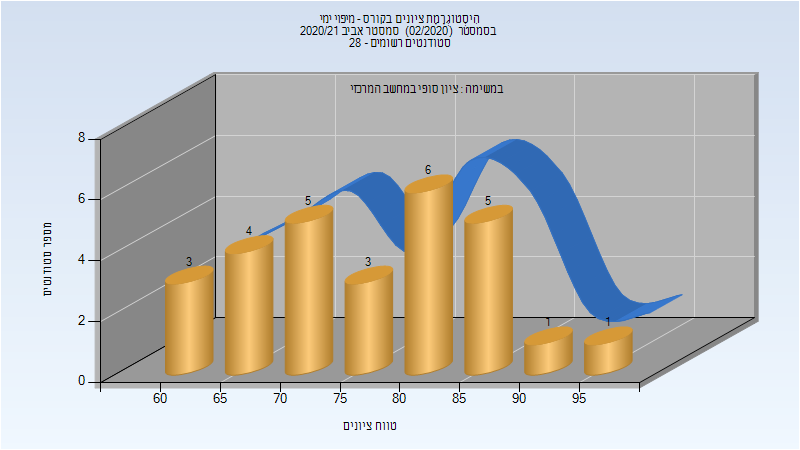 היסטוגרמת ציונים בקורס - מיפוי ימי
בסמסטר (02/2020) סמסטר אביב 2020/21
סטודנטים רשומים - 28
במשימה : ציון סופי במחשב המרכזי
מספר סטודנטים
8
6
4
2
0
3
4
5
3
6
5
1
1
60 65 70 75 80 85 90 95
טווח ציונים